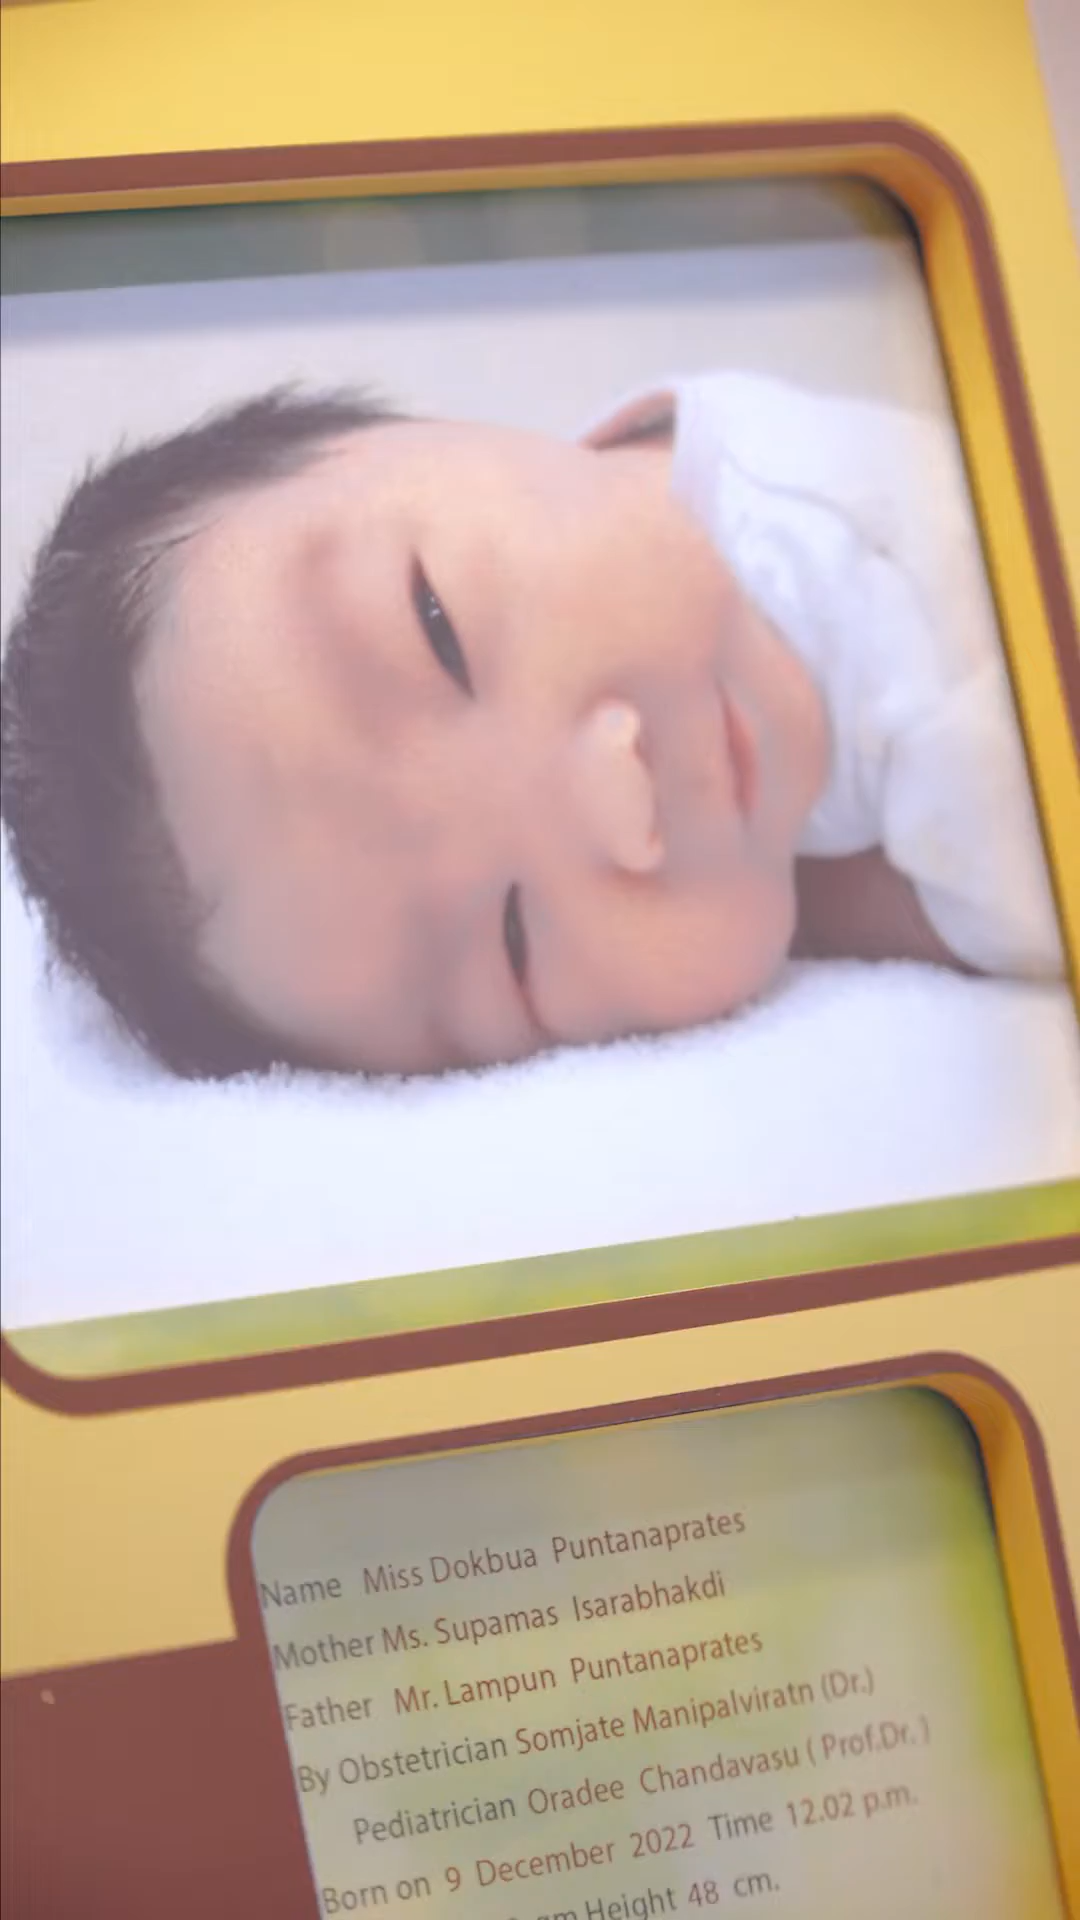 Name Miss Dokbua Puntanaprates
Mother Ms. Supamas Isarabhakdi
Father Mr. Lampun Puntanaprates
By Obstetrician Somjate Manipalviratn (Dr.)
Pediatrician Oradee Chandavasu ( Prof.Dr. )
Born on 9 December 2022 Time 12.02 p.m.
Height 48 cm.